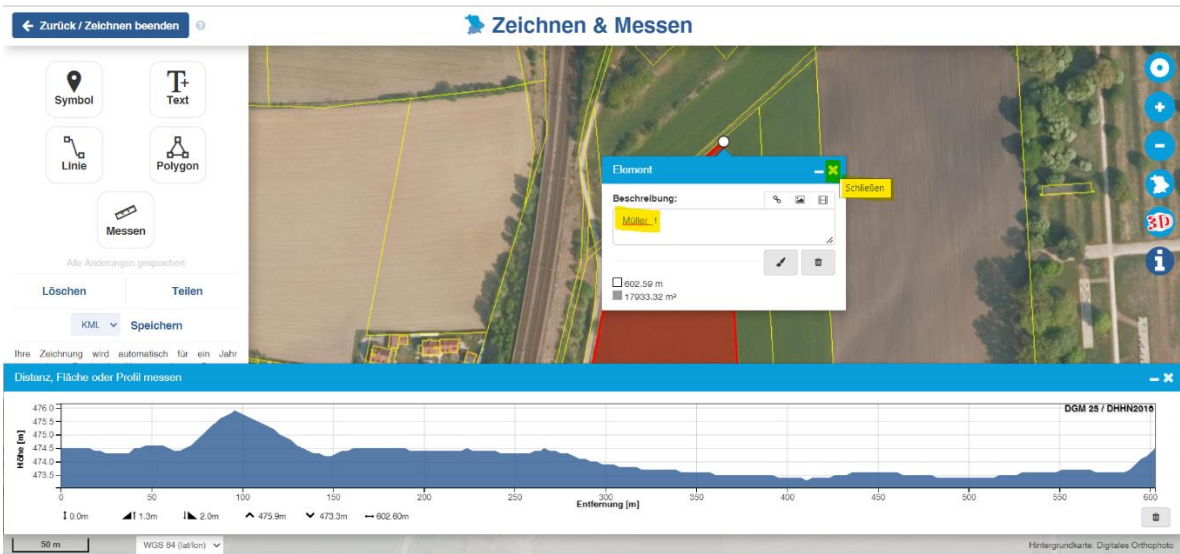 Zurück / Zeichnen beenden
Zeichnen & Messen
Symbol
Text
Linie
Polygon
Messen
Alle Änderungen gespeichert
Löschen
Teilen
KML
Speichern
Ihre Zeichnung wird automatisch für ein Jahr
Element
Schließen
Beschreibung:
Müller_1
602.59 m
17933.32 m²
3D
Distanz, Fläche oder Profil messen
DGM 25 / DHHN2016
Höhe [m]
476.0
475.5
475.0
474.5
474.0
473.5
0 50 100 150 200 250 300 350 400 450 500 550 600
Entfernung [m]
0.0m 1.3m 2.0m 475.9m 473.3m 602.60m
50 m
WGS 84 (lat/lon)
Hintergrundkarte: Digitales Orthophoto